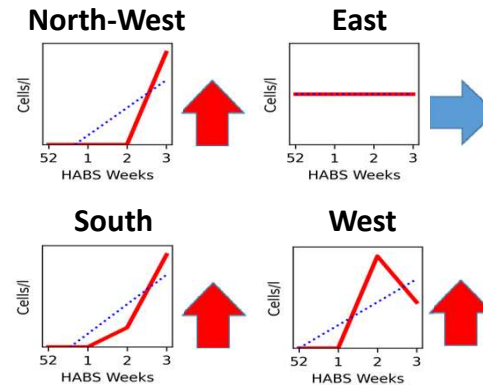 North-West
Cells/l
52 1 2 3
HABS Weeks
East
Cells/l
52 1 2 3
HABS Weeks
South
Cells/l
52 1 2 3
HABS Weeks
West
Cells/l
52 1 2 3
HABS Weeks